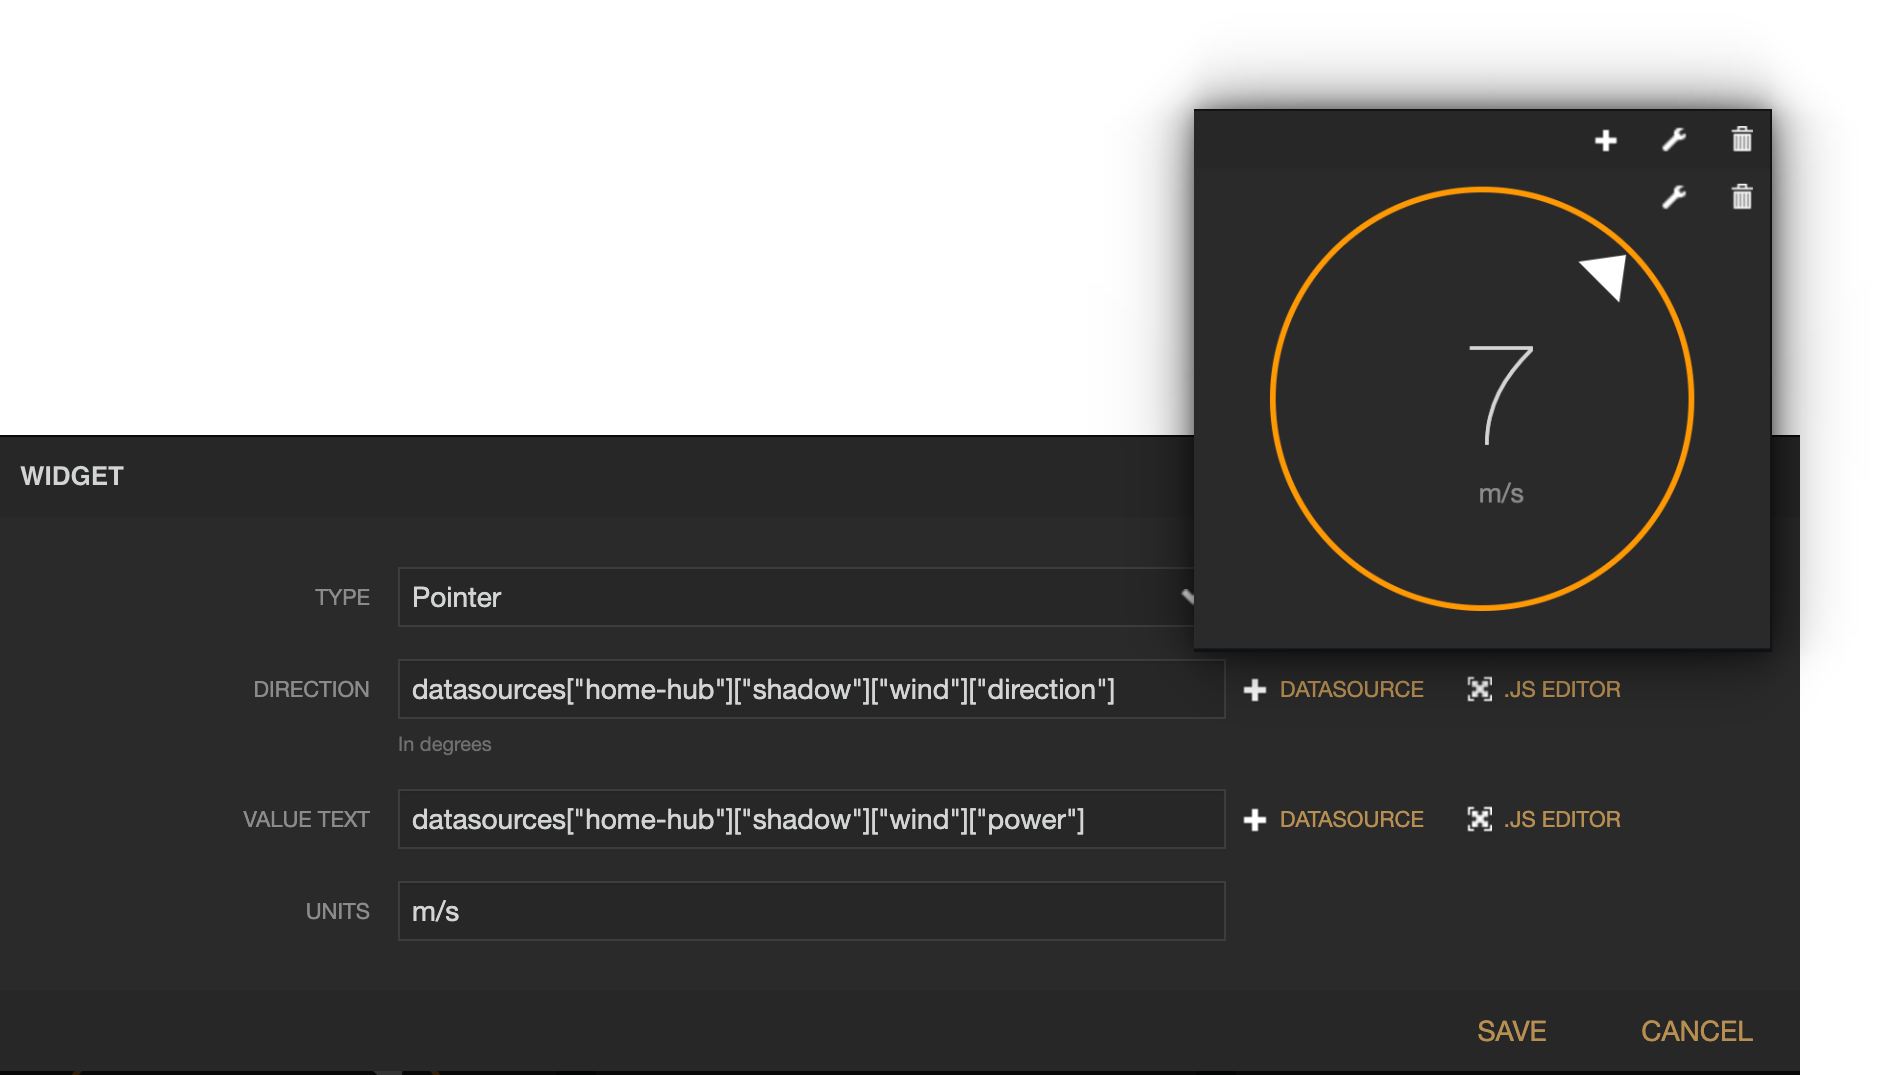 7
m/s
WIDGET
TYPE Pointer
DIRECTION datasources["home-hub"]["shadow"]["wind"]["direction"] DATASOURCE .JS EDITOR
In degrees
VALUE TEXT datasources["home-hub"]["shadow"]["wind"]["power"] DATASOURCE .JS EDITOR
UNITS m/s
SAVE CANCEL